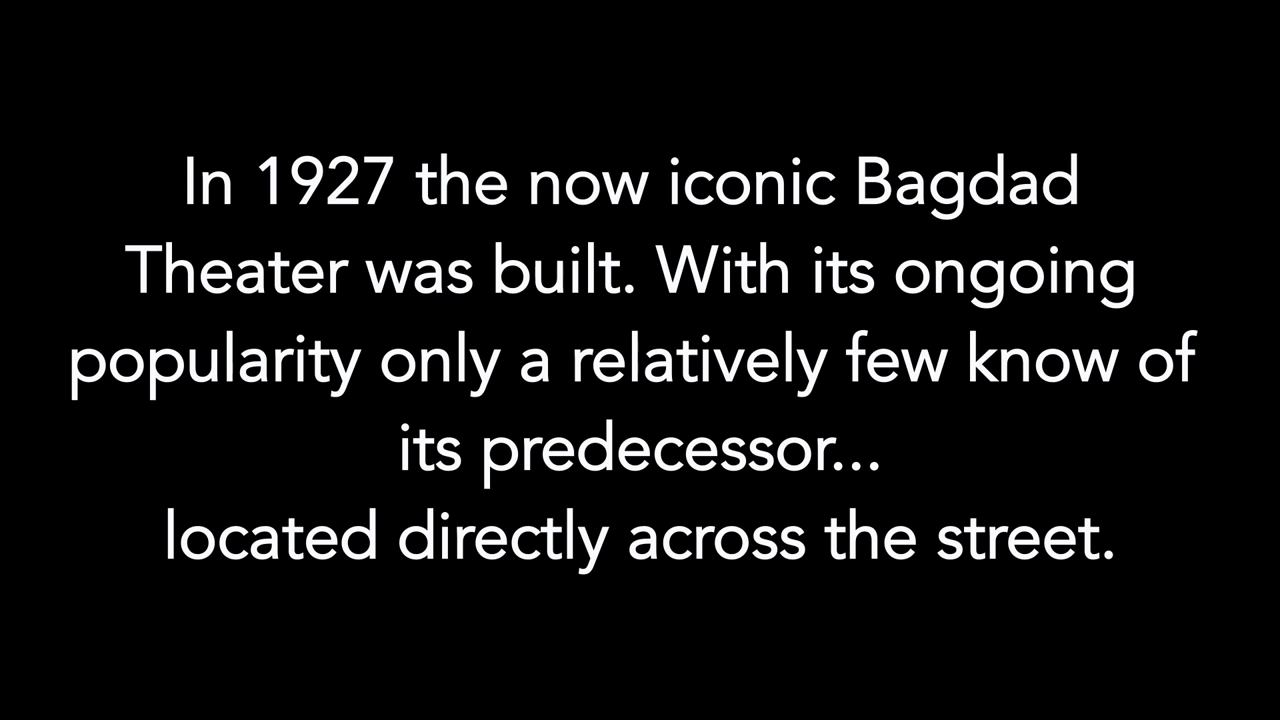 In 1927 the now iconic Bagdad
Theater was built. With its ongoing
popularity only a relatively few know of
its predecessor...
located directly across the street.